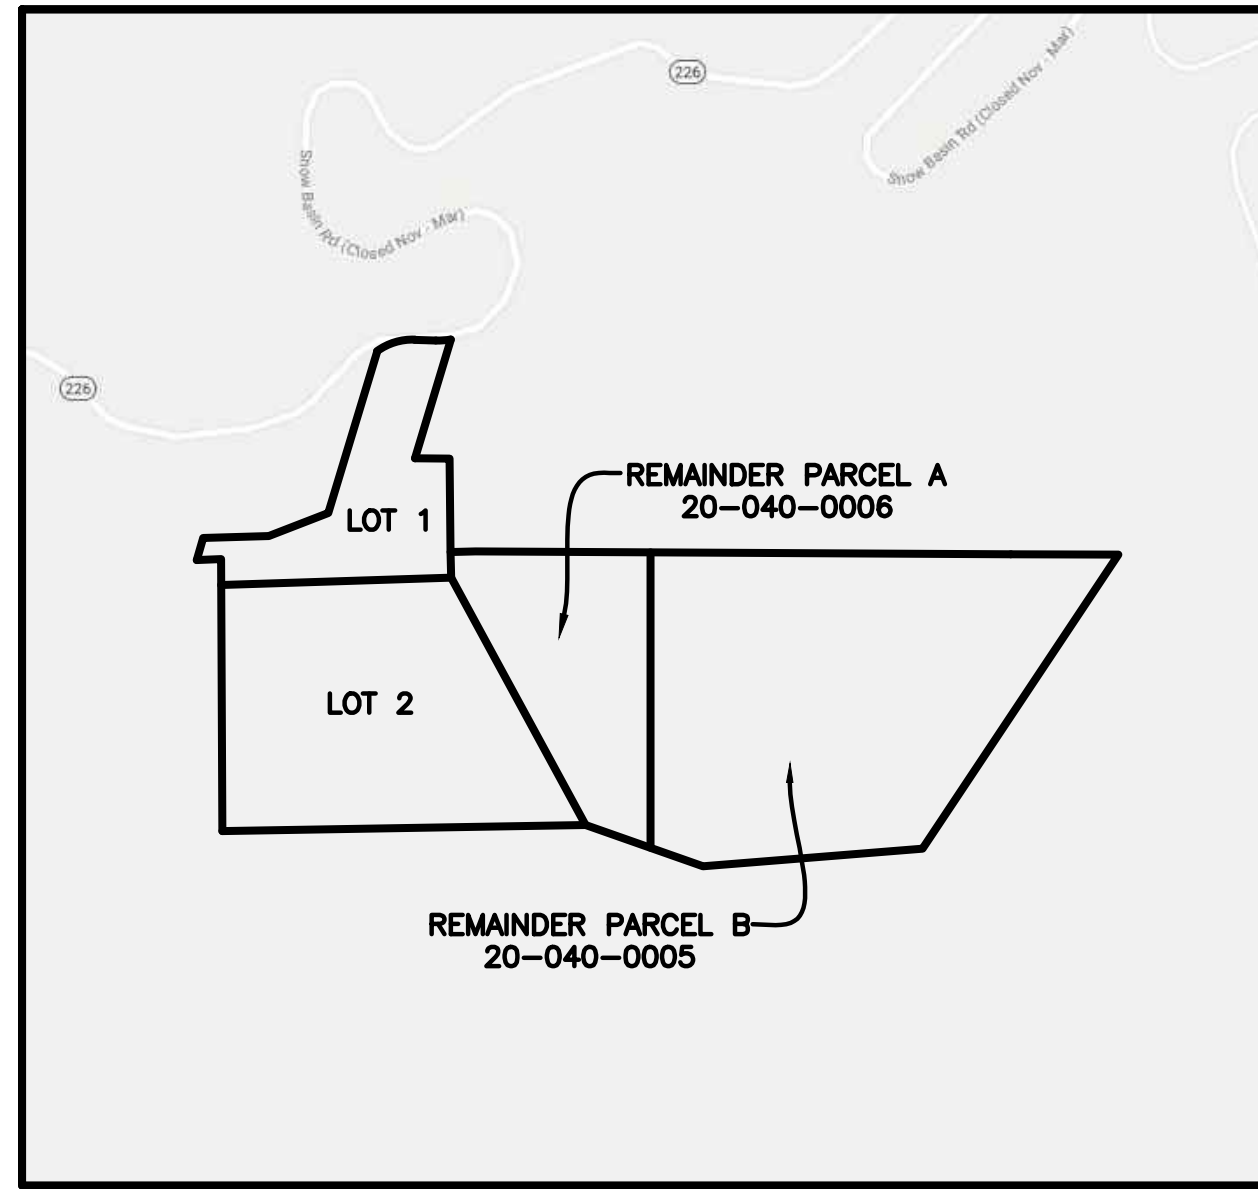 226
Snow Basin Rd (Closed Nov - Mar)
Snow Basin Rd (Closed Nov - Mar)
226
REMAINDER PARCEL A
20-040-0006
LOT 1
LOT 2
REMAINDER PARCEL B
20-040-0005